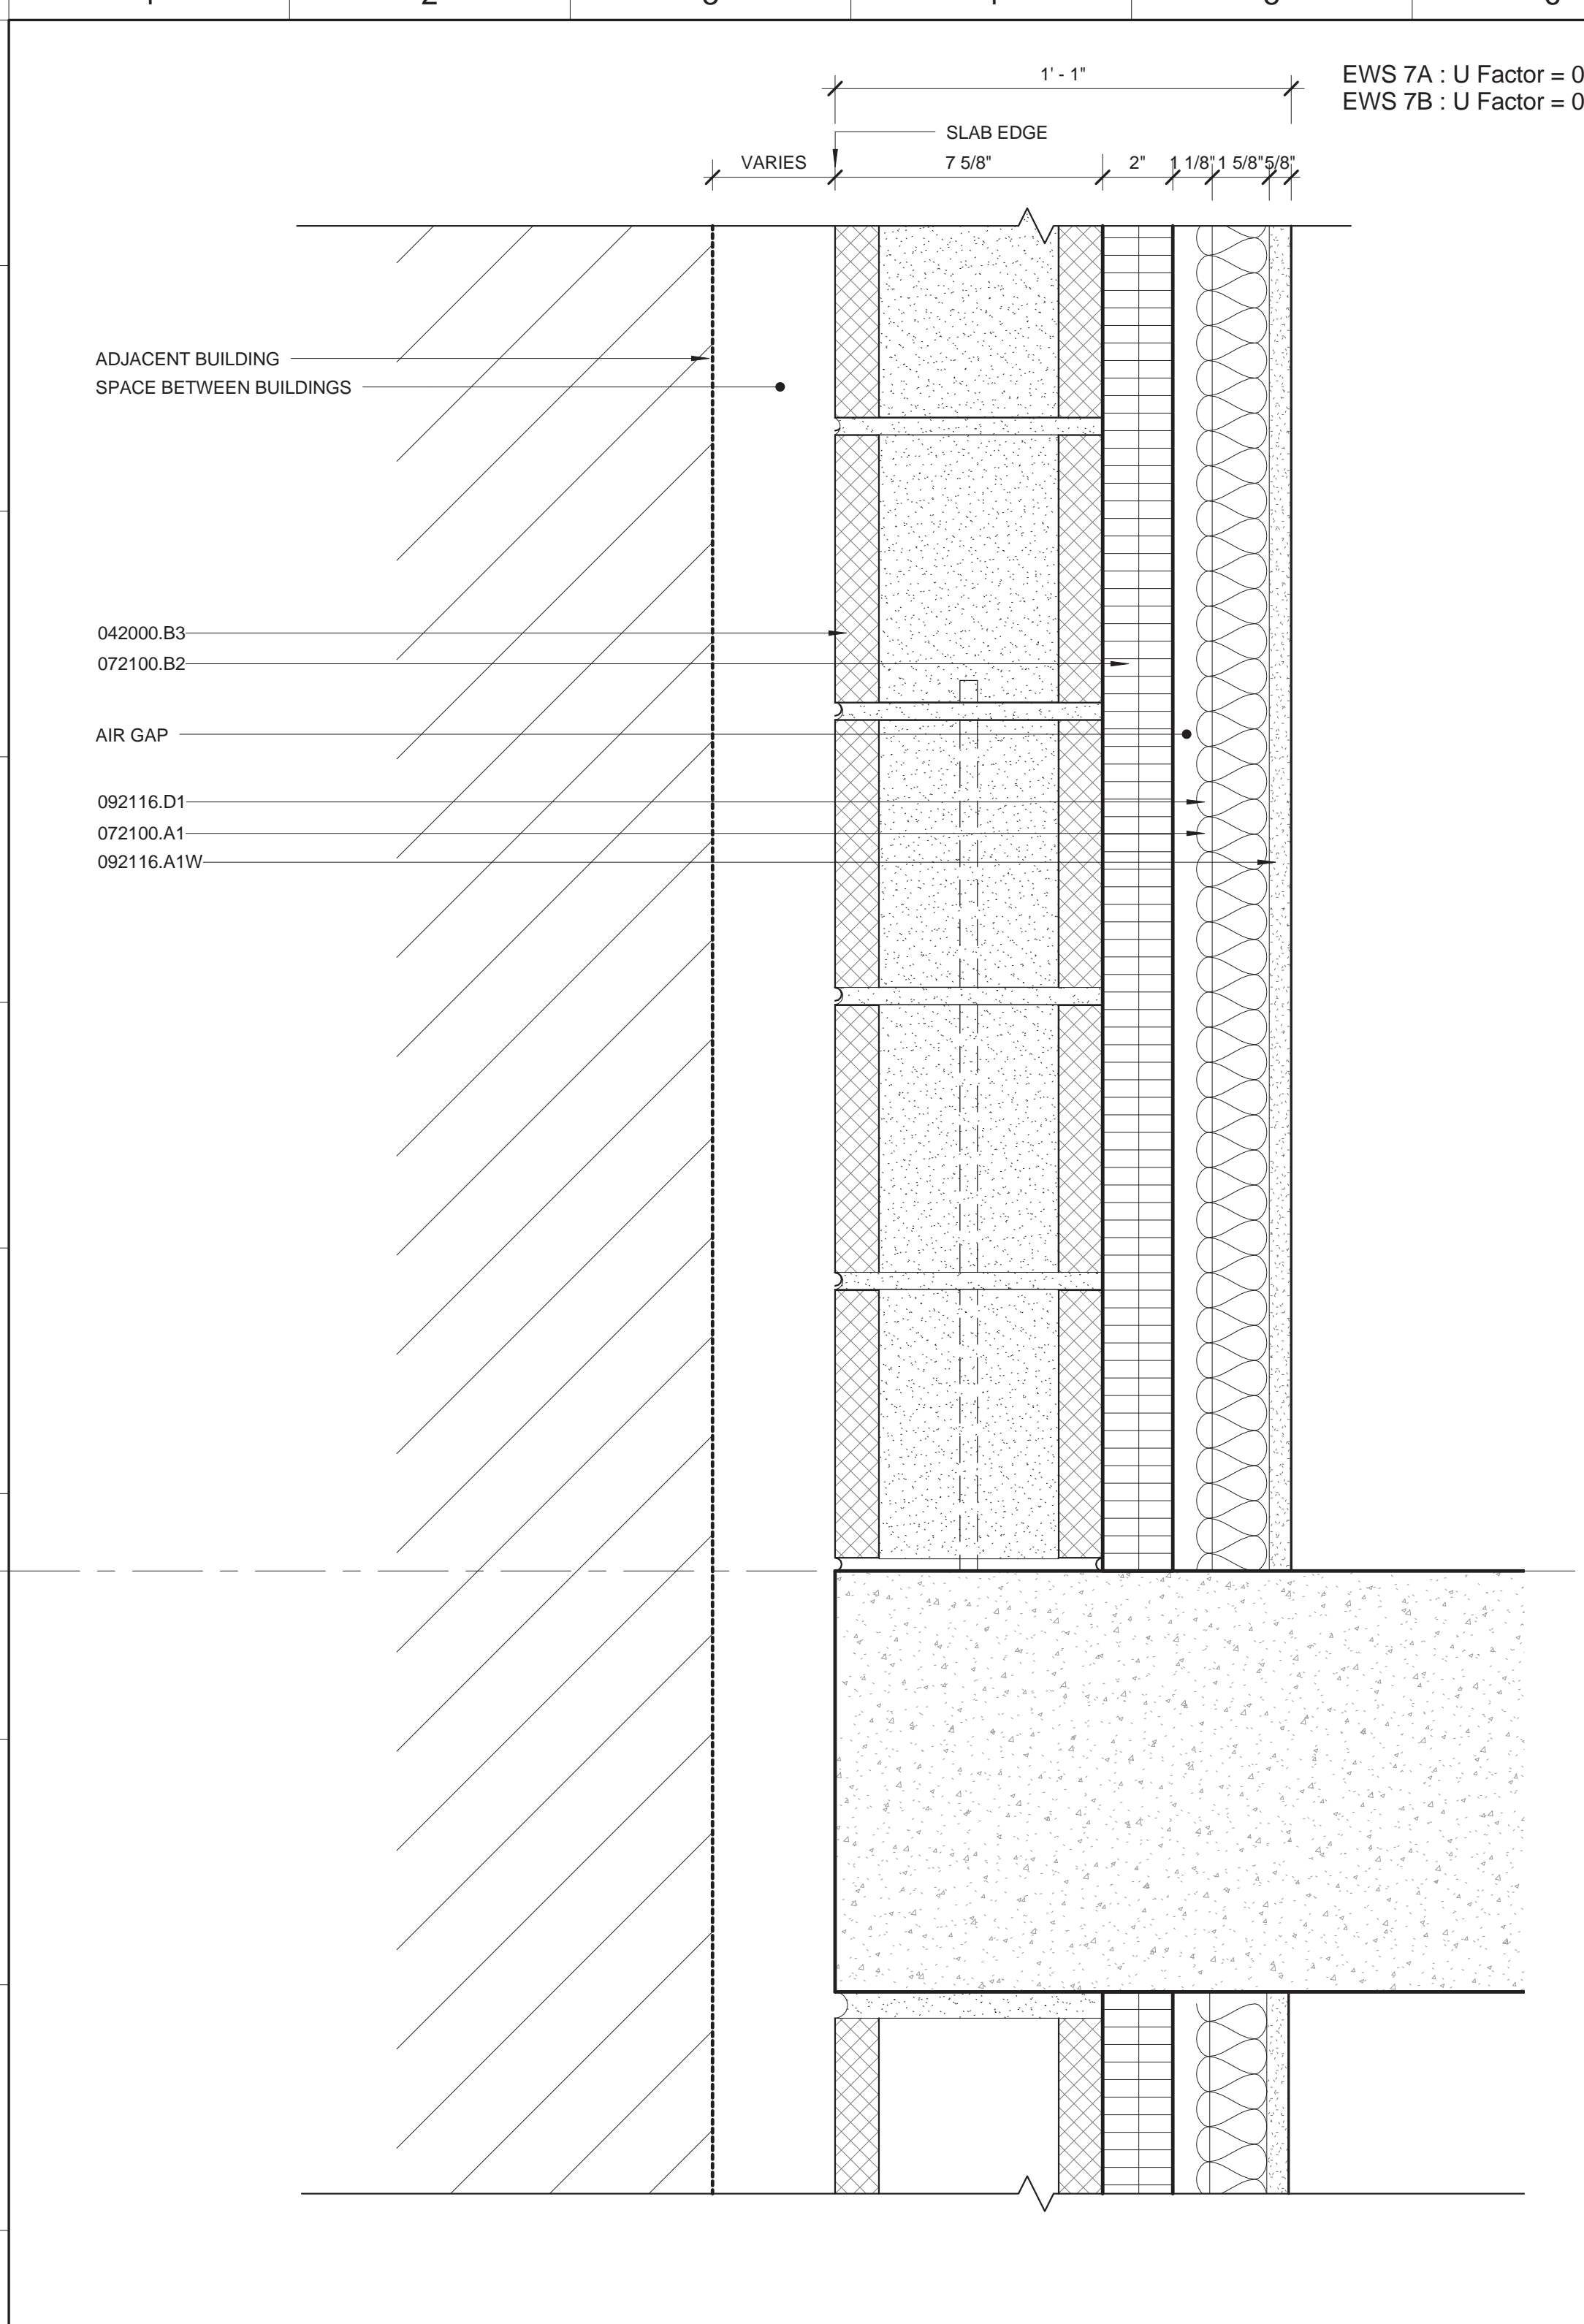 1' - 1"
EWS 7A : U Factor = 0
EWS 7B : U Factor = 0
SLAB EDGE
VARIES 7 5/8" 2" 1 1/8" 1 5/8" 5/8"
ADJACENT BUILDING
SPACE BETWEEN BUILDINGS
042000.B3
072100.B2
AIR GAP
092116.D1
072100.A1
092116.A1W